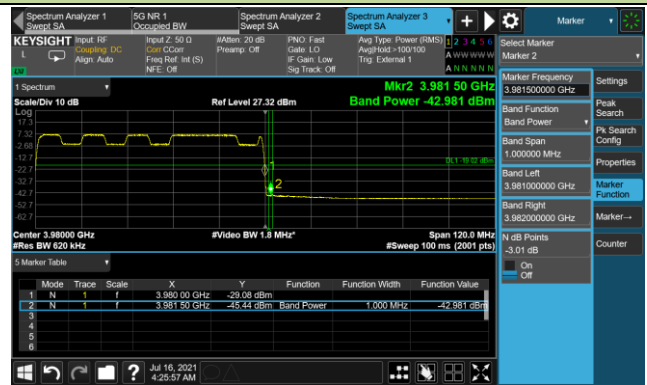 Spectrum Analyzer 1
Swept SA
5G NR 1
Occupied BW
Spectrum Analyzer 2
Swept SA
Spectrum Analyzer 3
Swept SA
Marker
KEYSIGHT
L
Input: RF
Coupling: DC
Align: Auto
Input Z: 50 Ω
Corr CCorr
Freq Ref: Int (S)
NFE: Off
#Atten: 20 dB
Preamp: Off
PNO: Fast
Gate: LO
IF Gain: Low
Sig Track: Off
Avg Type: Power (RMS)
Avg|Hold:>100/100
Trig: External 1
1 2 3 4 5 6
A W W W W W
A N N N N N
Select Marker
Marker 2
1 Spectrum
Scale/Div 10 dB
Log
Ref Level 27.32 dBm
Mkr2 3.981 50 GHz
Band Power -42.981 dBm
17.3
7.32
-2.68
-12.7
-22.7
-32.7
-42.7
-52.7
-62.7
DL1 -19.02 dBm
1
2
Center 3.98000 GHz
#Res BW 620 kHz
#Video BW 1.8 MHz*
Span 120.0 MHz
#Sweep 100 ms (2001 pts)
5 Marker Table
Mode Trace Scale X Y Function Function Width Function Value
1 N 1 f 3.980 00 GHz -29.08 dBm
2 N 1 f 3.981 50 GHz -45.44 dBm Band Power 1.000 MHz -42.981 dBm
3
4
5
6
Marker Frequency
3.981500000 GHz
Band Function
Band Power
Band Span
1.000000 MHz
Band Left
3.981000000 GHz
Band Right
3.982000000 GHz
N dB Points
-3.01 dB
On
Off
Settings
Peak
Search
Pk Search
Config
Properties
Marker
Function
Marker→
Counter
?
Jul 16, 2021
4:25:57 AM